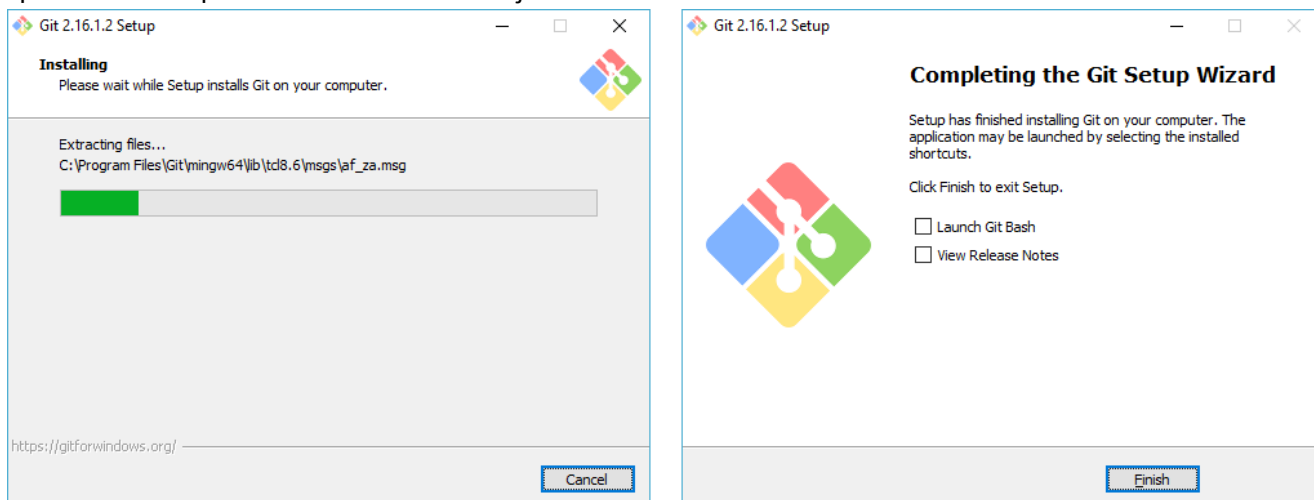 Git 2.16.1.2 Setup
Installing
Please wait while Setup installs Git on your computer.
Extracting files...
C:\Program Files\Git\mingw64\lib\tcl8.6\msgs\af_za.msg
https://gitforwindows.org/
Cancel
Git 2.16.1.2 Setup
Completing the Git Setup Wizard
Setup has finished installing Git on your computer. The
application may be launched by selecting the installed
shortcuts.
Click Finish to exit Setup.
Launch Git Bash
View Release Notes
Finish